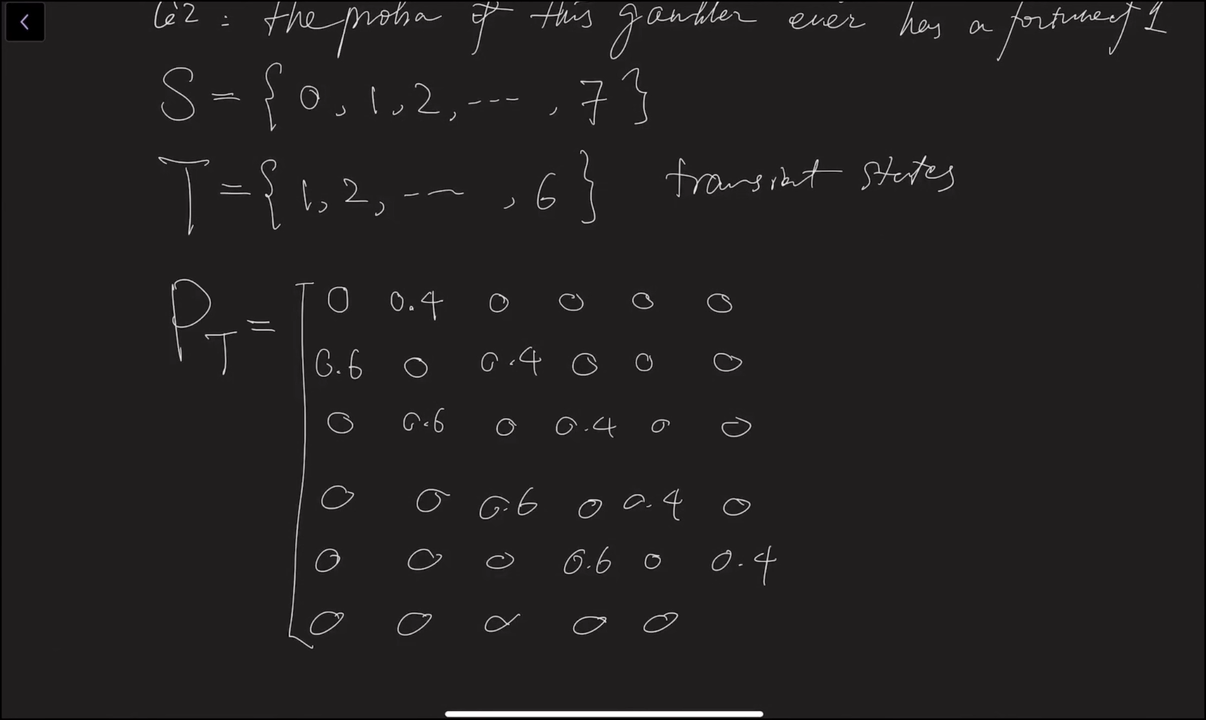 the proba of this gambler ever has a fortune of 1
S = { 0, 1, 2, ---- , 7 }
T = { 1, 2, --- , 6 } transient states
P_T = [ 0 0.4 0 0 0 0
0.6 0 0.4 0 0 0
0 0.6 0 0.4 0 0
0 0 0.6 0 0.4 0
0 0 0 0.6 0 0.4
0 0 0 0 0